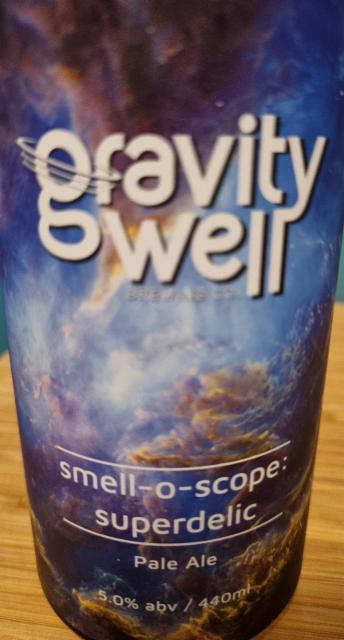 gravity
well
BREWING CO
smell-o-scope:
superdelic
Pale Ale
5.0% abv / 440ml